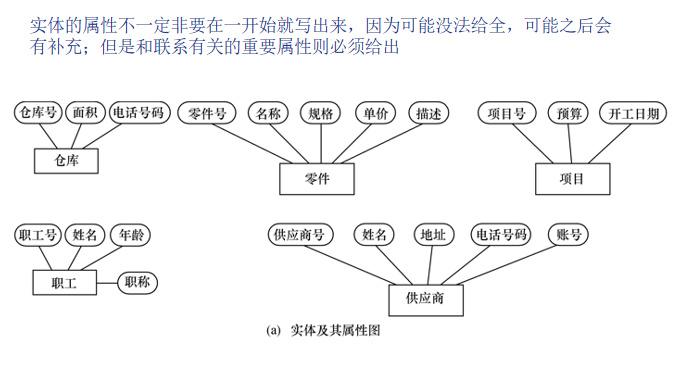 实体的属性不一定非要在一开始就写出来，因为可能没法给全，可能之后会
有补充；但是和联系有关的重要属性则必须给出
仓库号 面积 电话号码 零件号 名称 规格 单价 描述 项目号 预算 开工日期
仓库 零件 项目
职工号 姓名 年龄 供应商号 姓名 地址 电话号码 账号
职工 职称 供应商
(a) 实体及其属性图